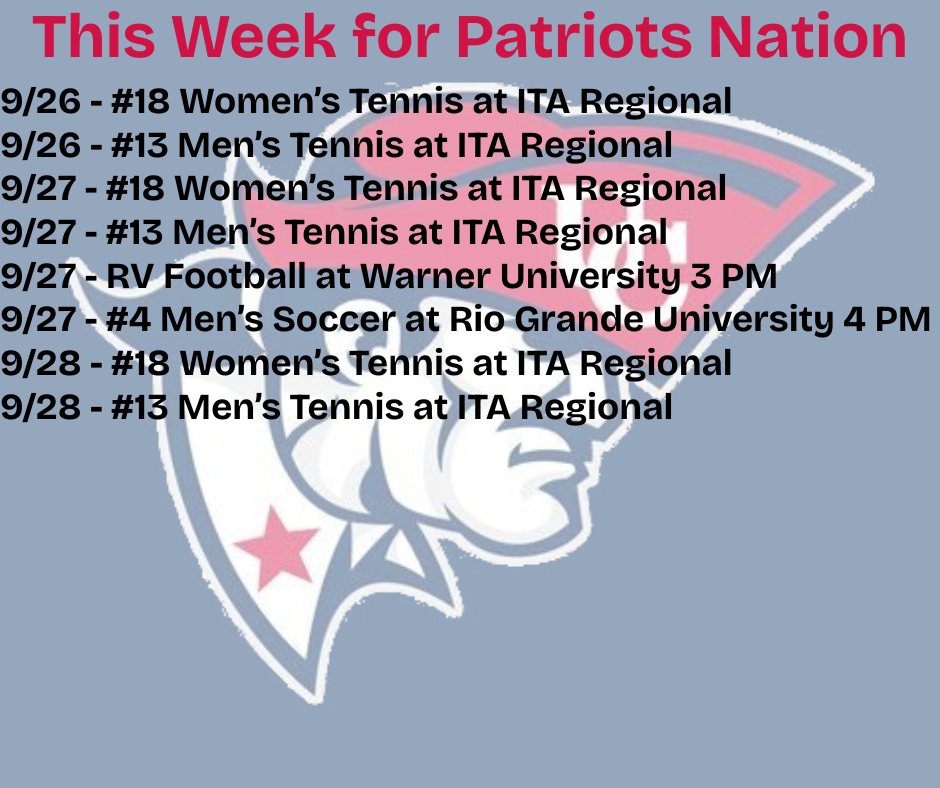 This Week for Patriots Nation
9/26 - #18 Women's Tennis at ITA Regional
9/26 - #13 Men's Tennis at ITA Regional
9/27 - #18 Women's Tennis at ITA Regional
9/27 - #13 Men's Tennis at ITA Regional
9/27 - RV Football at Warner University 3 PM
9/27 - #4 Men's Soccer at Rio Grande University 4 PM
9/28 - #18 Women's Tennis at ITA Regional
9/28 - #13 Men's Tennis at ITA Regional